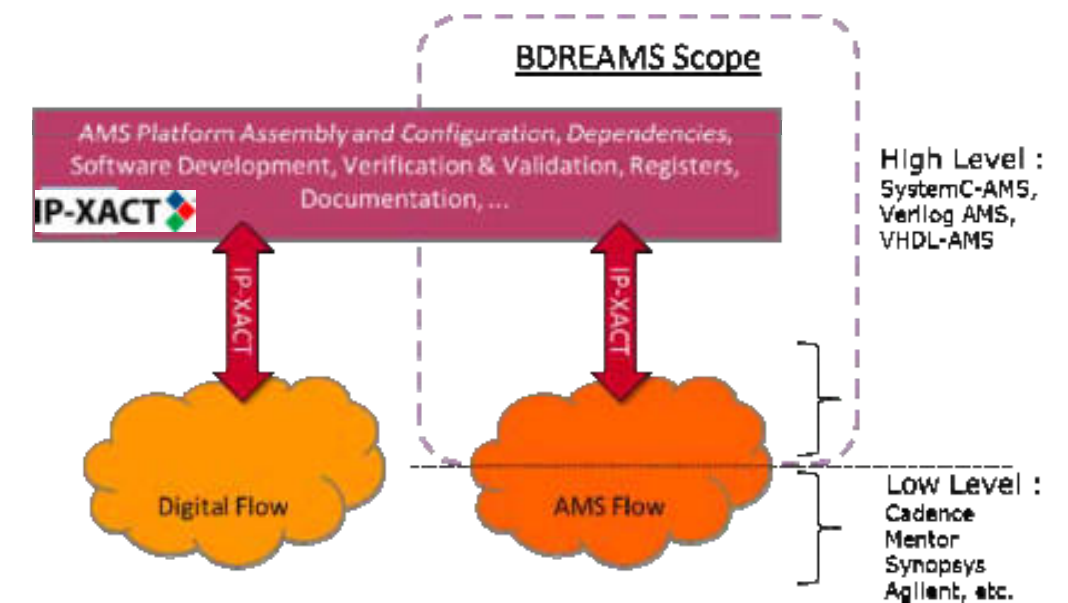 BDREAMS Scope
AMS Platform Assembly and Configuration, Dependencies,
Software Development, Verification & Validation, Registers,
Documentation, ...
IP-XACT
IP-XACT
IP-XACT
High Level :
SystemC-AMS,
Verilog AMS,
VHDL-AMS
Digital Flow
AMS Flow
Low Level :
Cadence
Mentor
Synopsys
Agilent, etc.